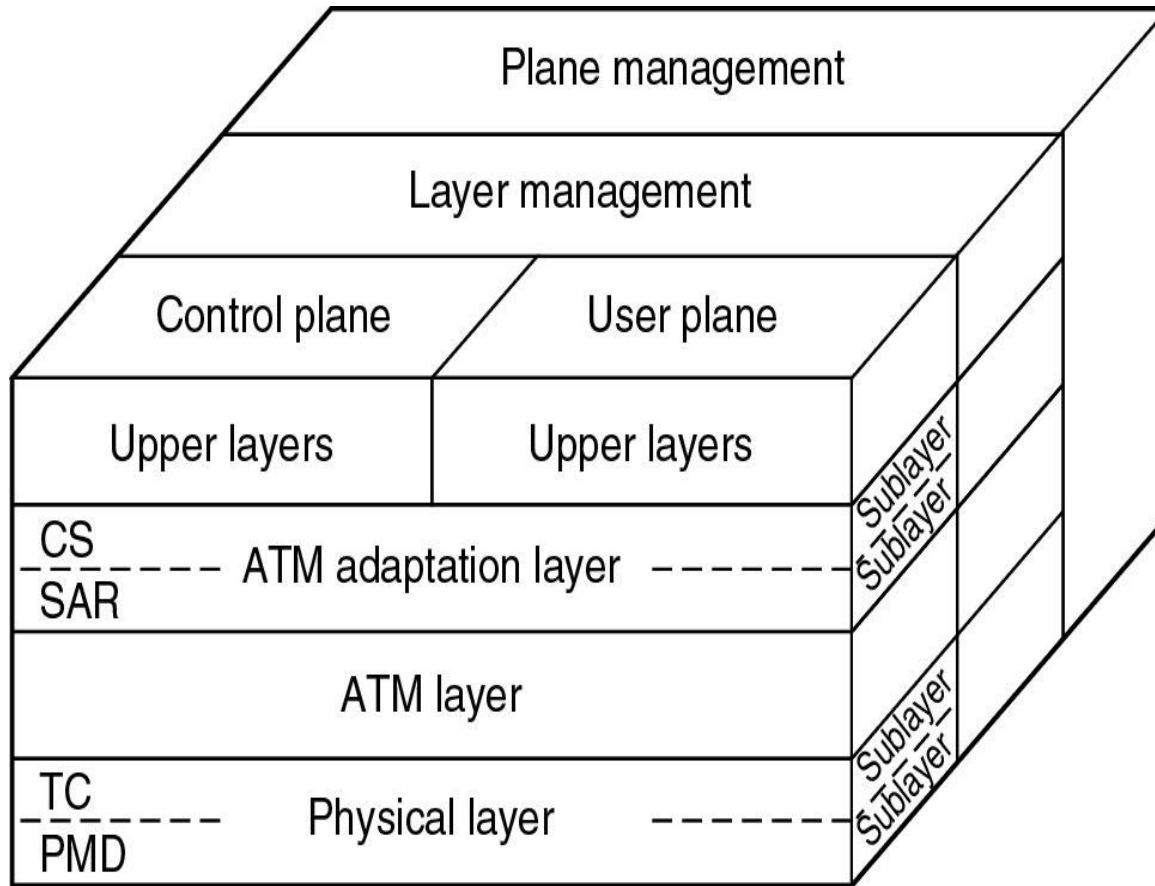 Plane management
Layer management
Control plane
User plane
Upper layers
Upper layers
Sublayer
Sublayer
CS
ATM adaptation layer
SAR
ATM layer
Sublayer
Sublayer
TC
Physical layer
PMD